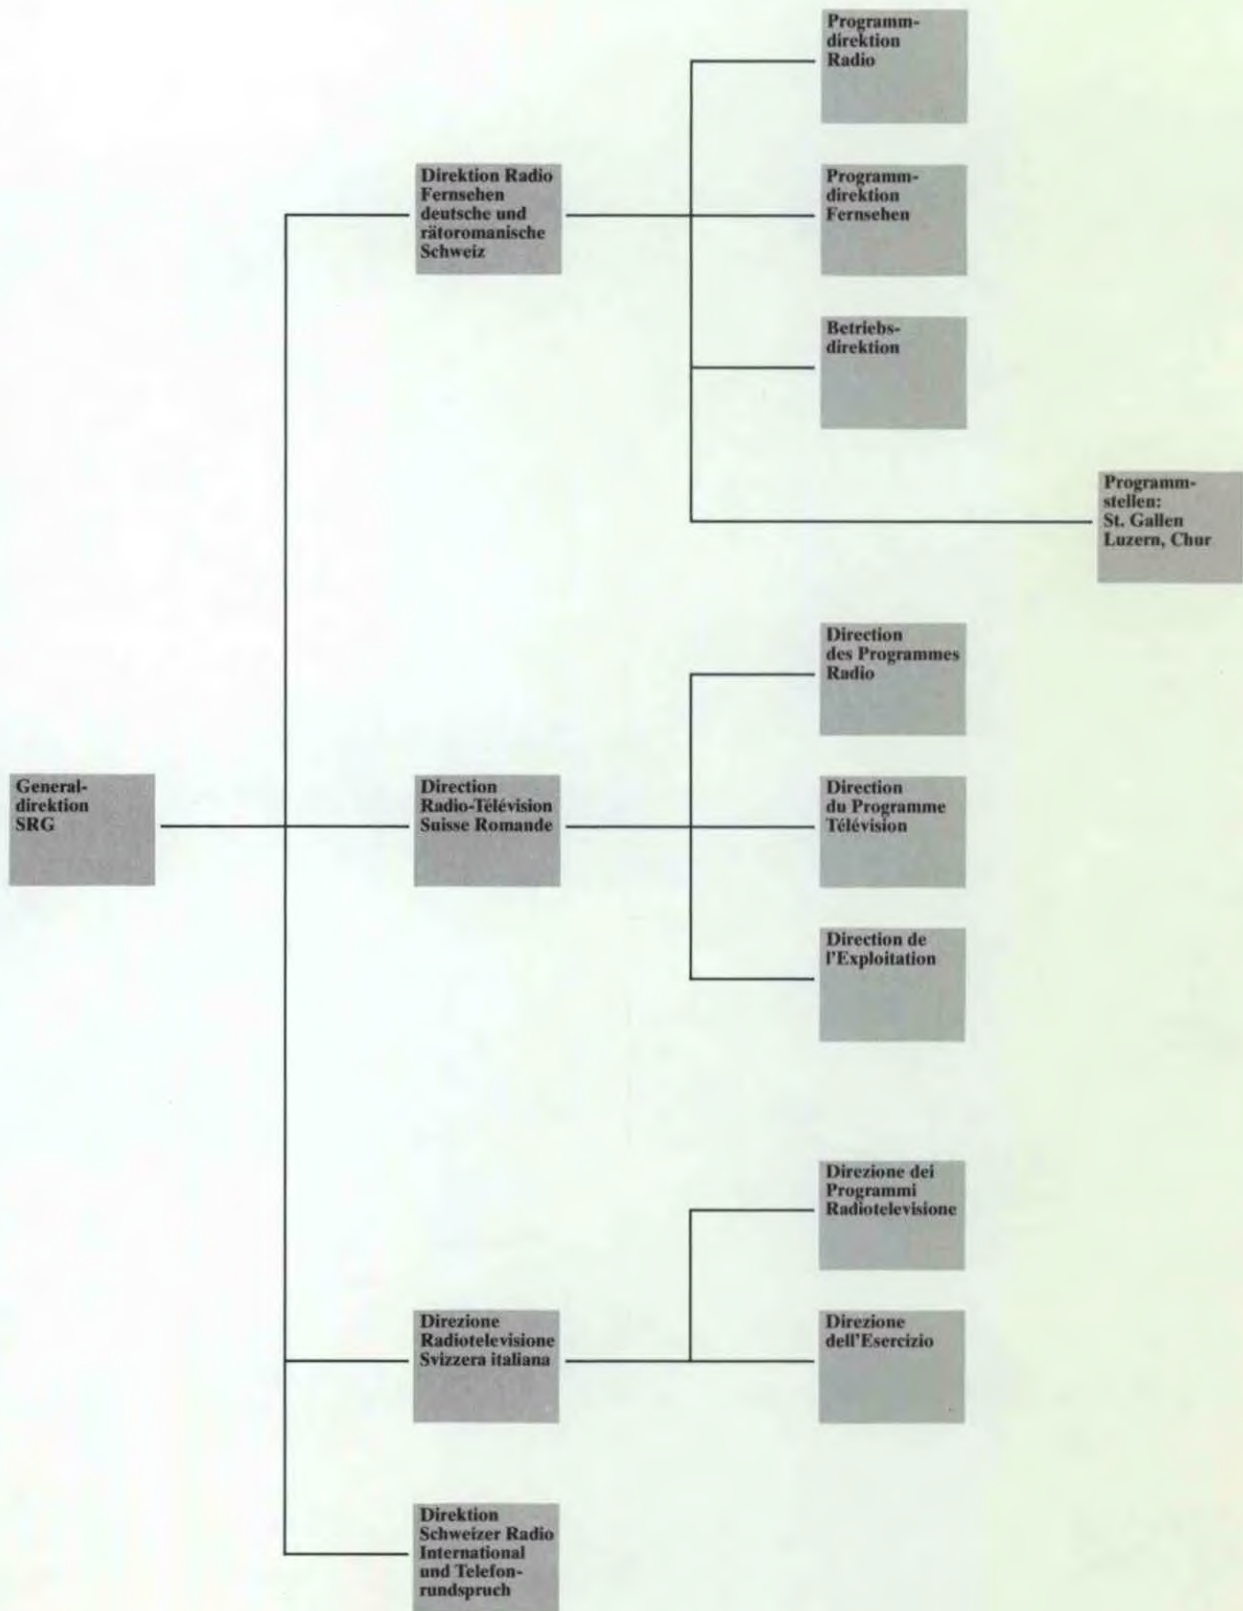 Programm-
direktion
Radio
Direktion Radio
Fernsehen
deutsche und
rätoromanische
Schweiz
Programm-
direktion
Fernsehen
Betriebs-
direktion
Programm-
stellen:
St. Gallen
Luzern, Chur
Direction
des Programmes
Radio
General-
direktion
SRG
Direction
Radio-Télévision
Suisse Romande
Direction
du Programme
Télévision
Direction de
l'Exploitation
Direzione dei
Programmi
Radiotelevisione
Direzione
Radiotelevisione
Svizzera italiana
Direzione
dell'Esercizio
Direktion
Schweizer Radio
International
und Telefon-
rundspruch